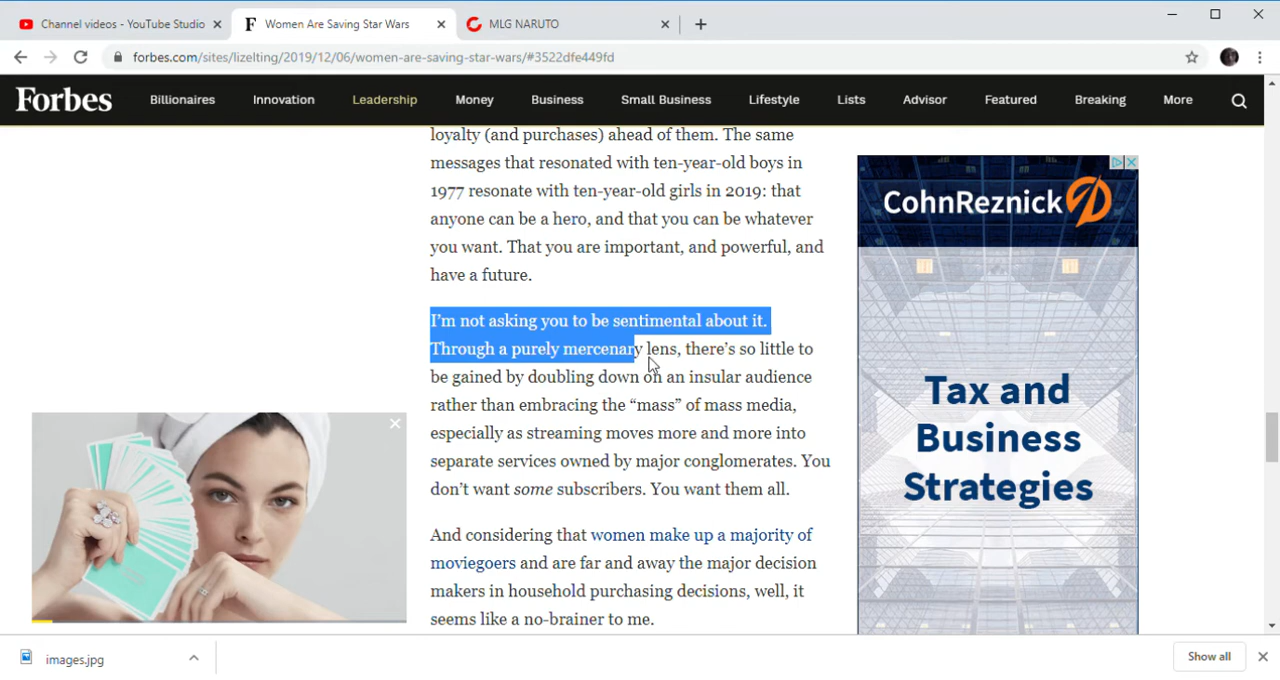 Channel videos - YouTube Studio
Women Are Saving Star Wars
MLG NARUTO
forbes.com/sites/lizelting/2019/12/06/women-are-saving-star-wars/#3522dfe449fd
Forbes
Billionaires
Innovation
Leadership
Money
Business
Small Business
Lifestyle
Lists
Advisor
Featured
Breaking
More
loyalty (and purchases) ahead of them. The same
messages that resonated with ten-year-old boys in
1977 resonate with ten-year-old girls in 2019: that
anyone can be a hero, and that you can be whatever
you want. That you are important, and powerful, and
have a future.
I'm not asking you to be sentimental about it.
Through a purely mercenary lens, there's so little to
be gained by doubling down on an insular audience
rather than embracing the “mass” of mass media,
especially as streaming moves more and more into
separate services owned by major conglomerates. You
don't want some subscribers. You want them all.
And considering that women make up a majority of
moviegoers and are far and away the major decision
makers in household purchasing decisions, well, it
seems like a no-brainer to me.
CohnReznick
Tax and
Business
Strategies
images.jpg
Show all